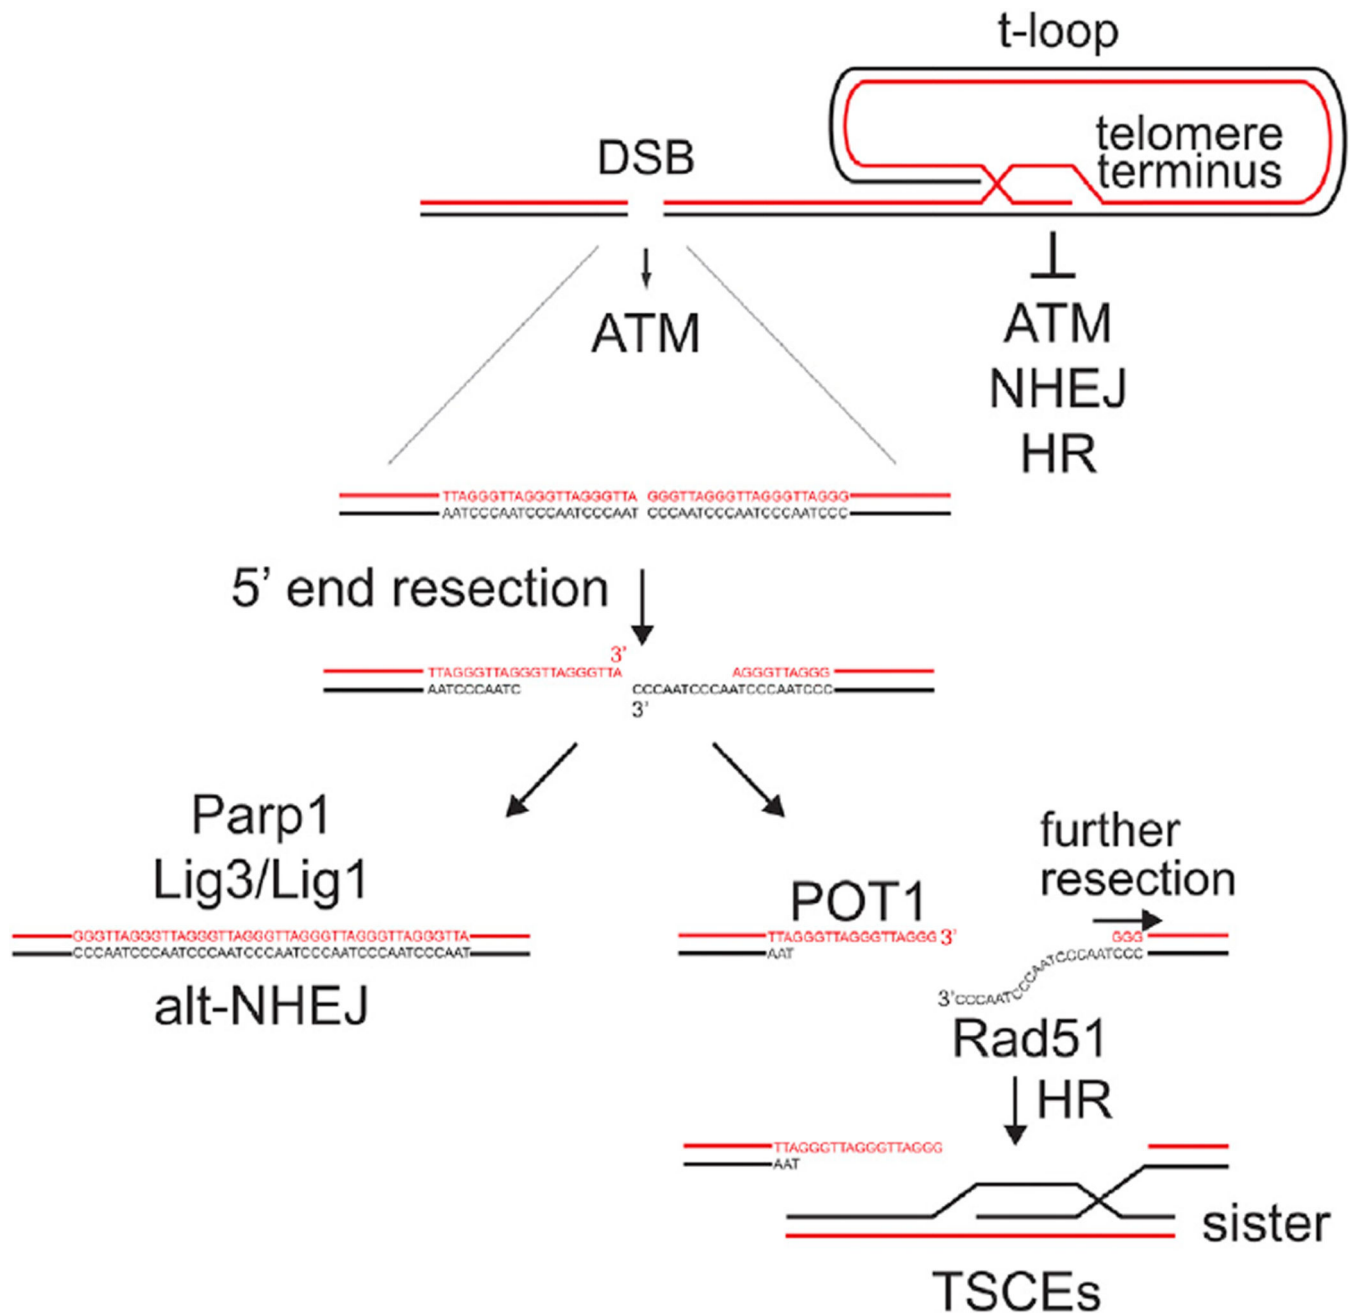 t-loop
telomere
terminus
DSB
ATM
ATM
NHEJ
HR
TTAGGGTTAGGGTTAGGGTTA GGGTTAGGGTTAGGGTTAGGG
AATCCCAATCCCAATCCCAAT CCCAATCCCAATCCCAATCCC
5’ end resection
3’
TTAGGGTTAGGGTTAGGGTTA AGGGTTAGGG
AATCCCAATC CCCAATCCCAATCCCAATCCC
3’
Parp1
Lig3/Lig1
GGGTTAGGGTTAGGGTTAGGGTTAGGGTTAGGGTTAGGGTTA
CCCAATCCCAATCCCAATCCCAATCCCAATCCCAATCCCAAT
alt-NHEJ
further
resection
POT1
TTAGGGTTAGGGTTAGGG 3’ GGG
AAT
3’CCCAATCCCAATCCCAATCCC
Rad51
HR
TTAGGGTTAGGGTTAGGG
AAT
sister
TSCEs